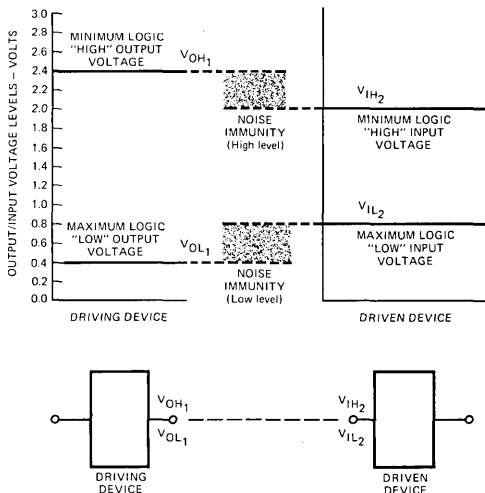 OUTPUT/INPUT VOLTAGE LEVELS – VOLTS
3.0
2.8
2.6
2.4
2.2
2.0
1.8
1.6
1.4
1.2
1.0
0.8
0.6
0.4
0.2
0.0
MINIMUM LOGIC
"HIGH" OUTPUT
VOLTAGE
VOH1
NOISE
IMMUNITY
(High level)
VIH2
MINIMUM LOGIC
"HIGH" INPUT
VOLTAGE
MAXIMUM LOGIC
"LOW" OUTPUT
VOLTAGE
VOL1
NOISE
IMMUNITY
(Low level)
VIL2
MAXIMUM LOGIC
"LOW" INPUT
VOLTAGE
DRIVING DEVICE
DRIVEN DEVICE
VOH1
VOL1
DRIVING
DEVICE
VIH2
VIL2
DRIVEN
DEVICE